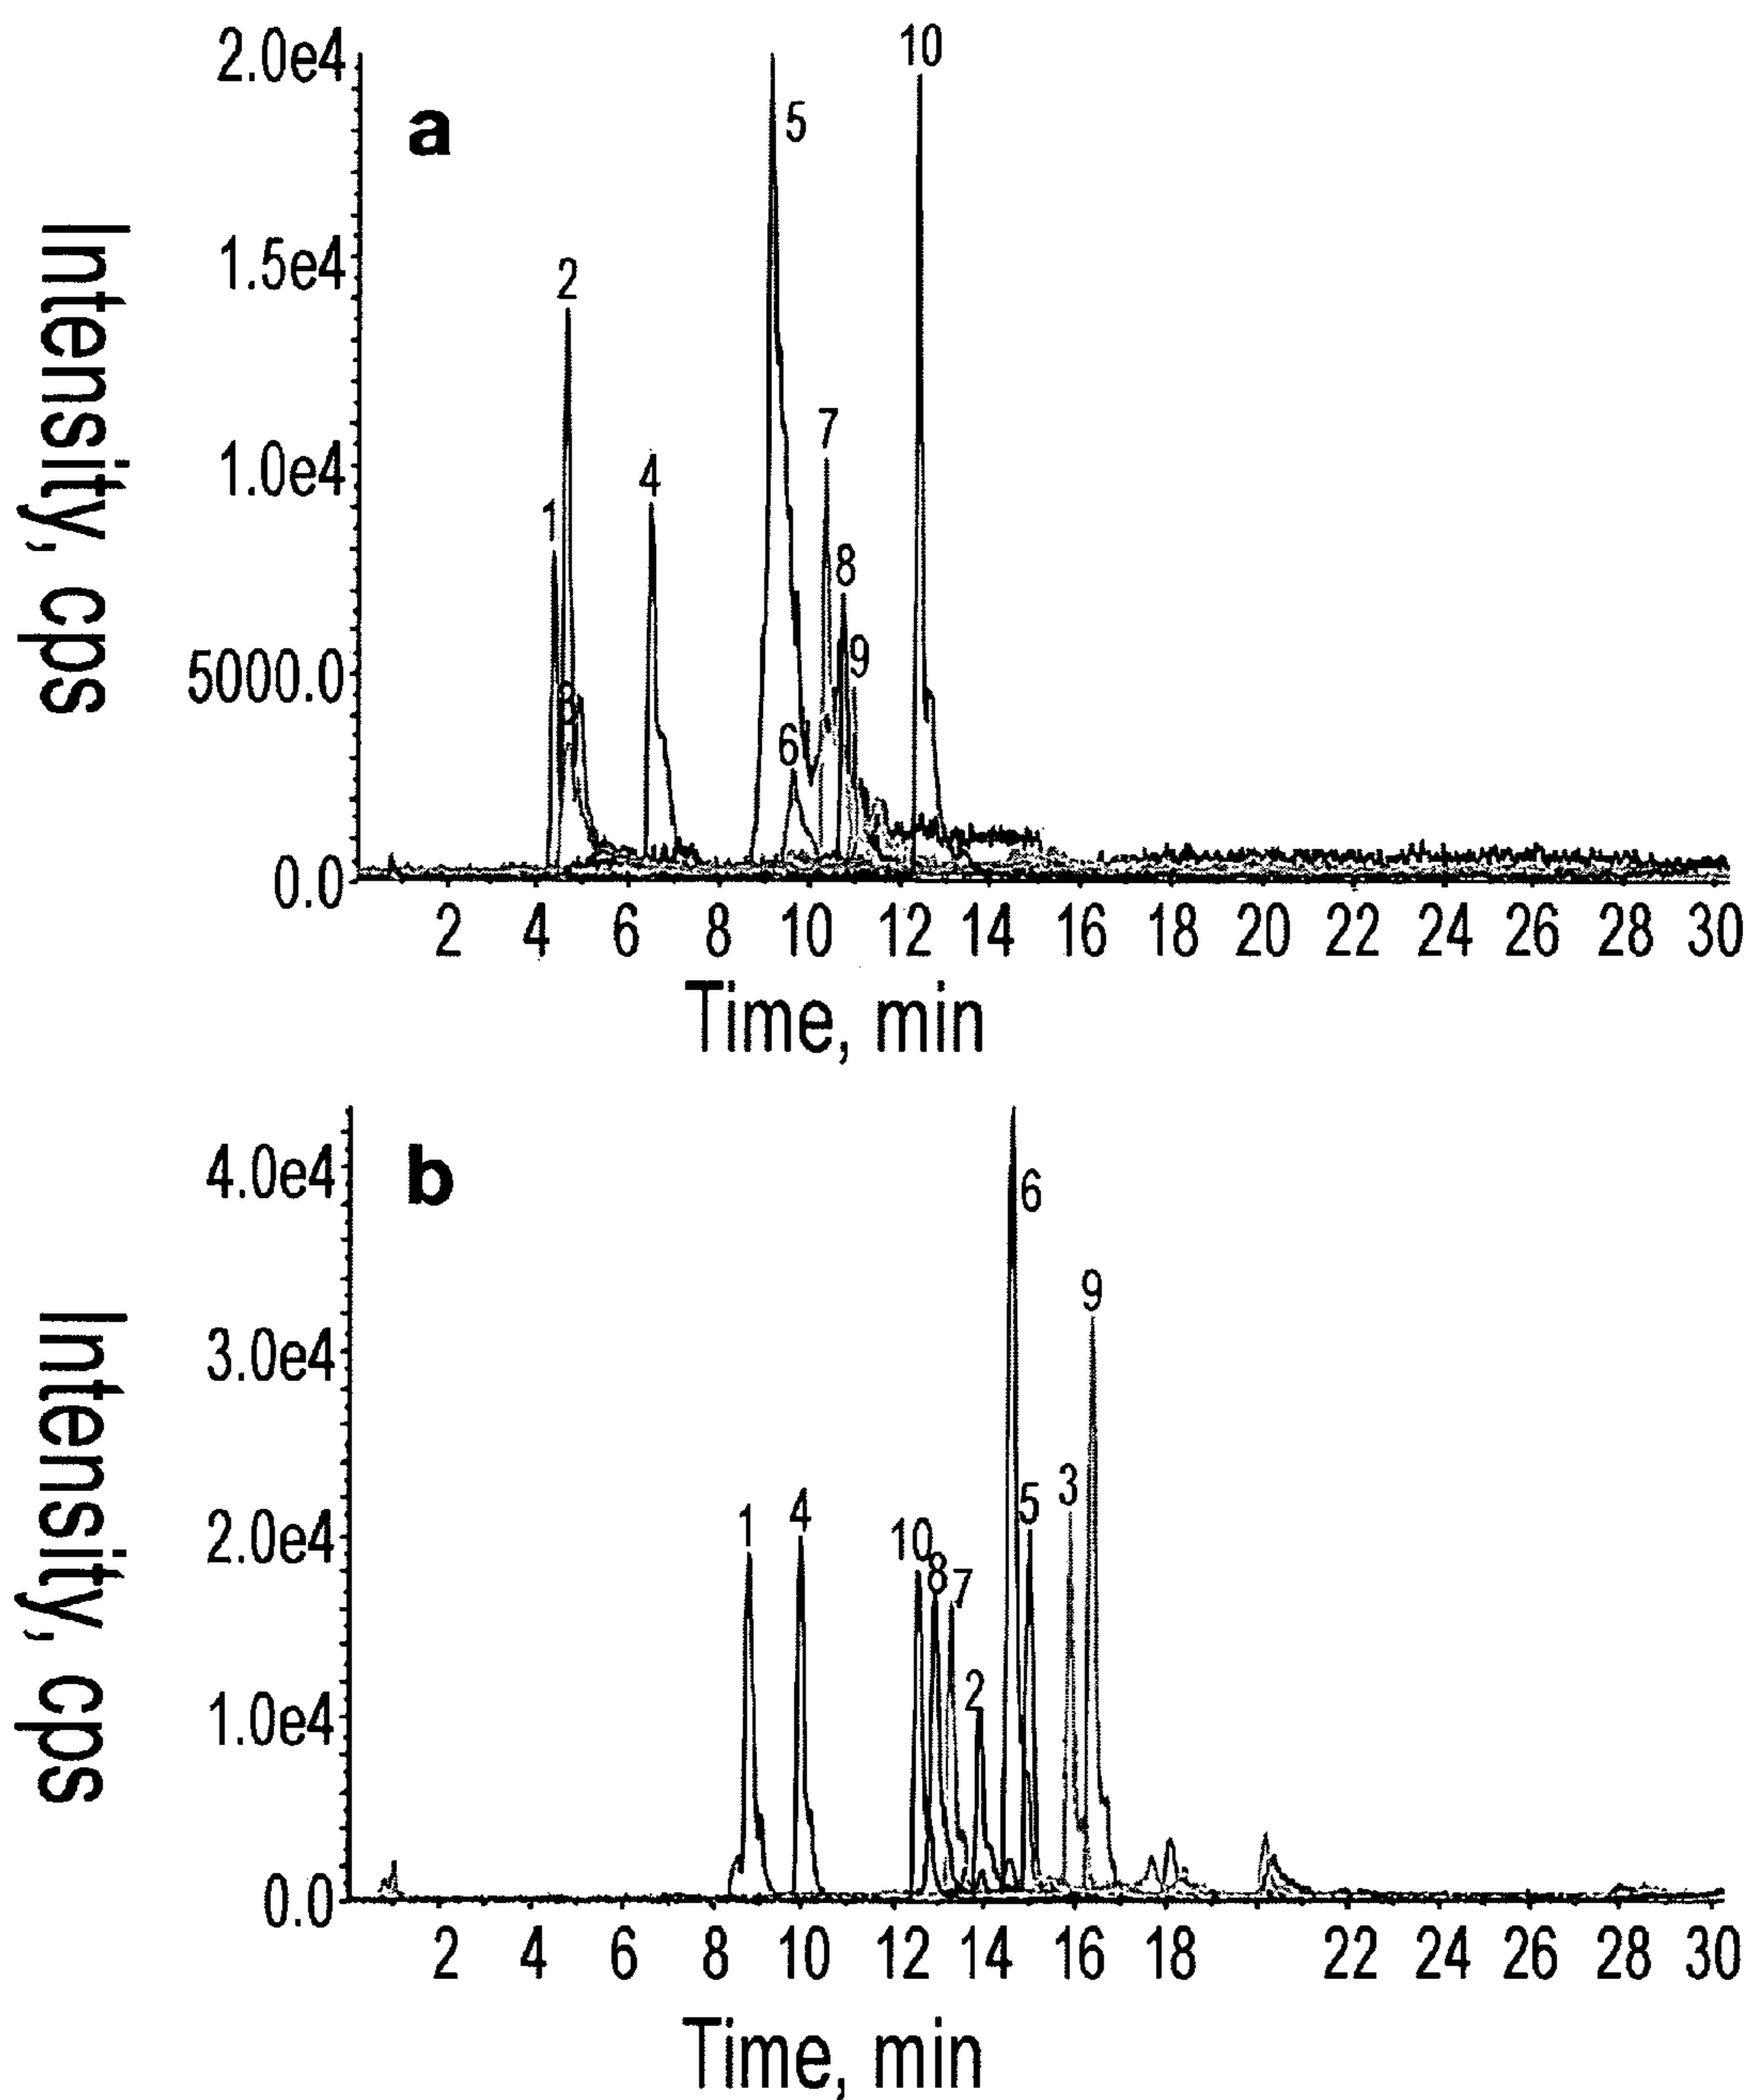 2.0e4
10
a
5
1.5e4
2
7
1.0e4
4
1
8
9
5000.0
3
6
0.0
2 4 6 8 10 12 14 16 18 20 22 24 26 28 30
Time, min
Intensity, cps
4.0e4
b
6
9
3.0e4
3
5
2.0e4
1
4
10
8
7
2
1.0e4
0.0
2 4 6 8 10 12 14 16 18 22 24 26 28 30
Time, min
Intensity, cps